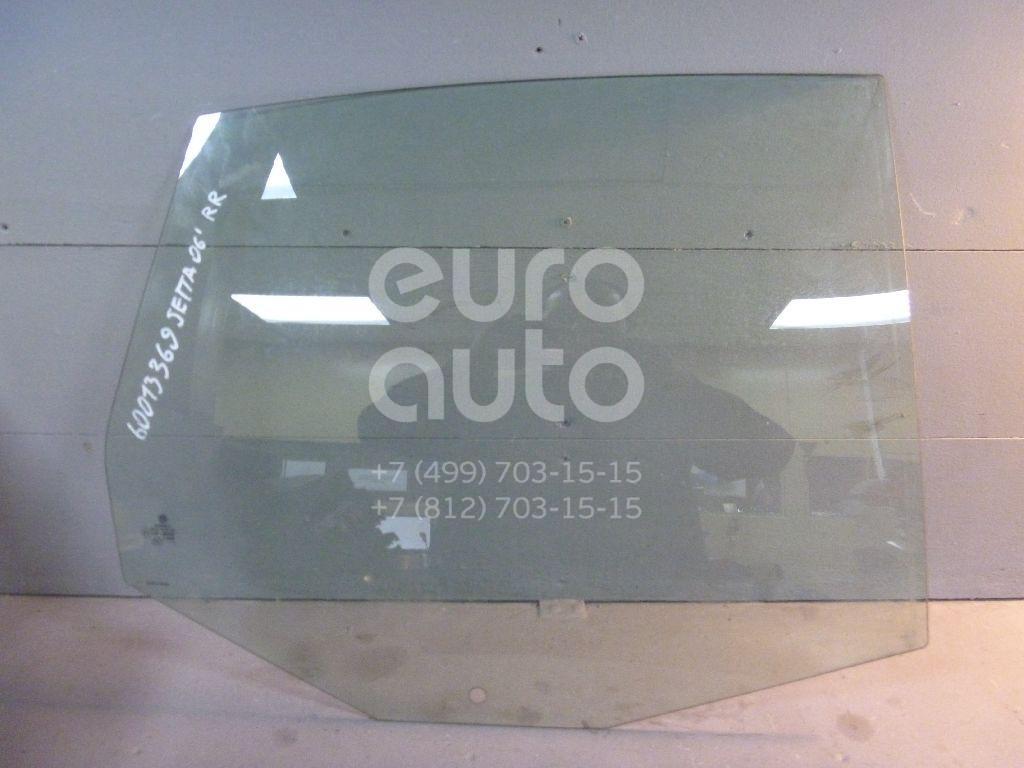 60013369 JETTA 06' RR
euro
auto
+7 (499) 703-15-15
+7 (812) 703-15-15